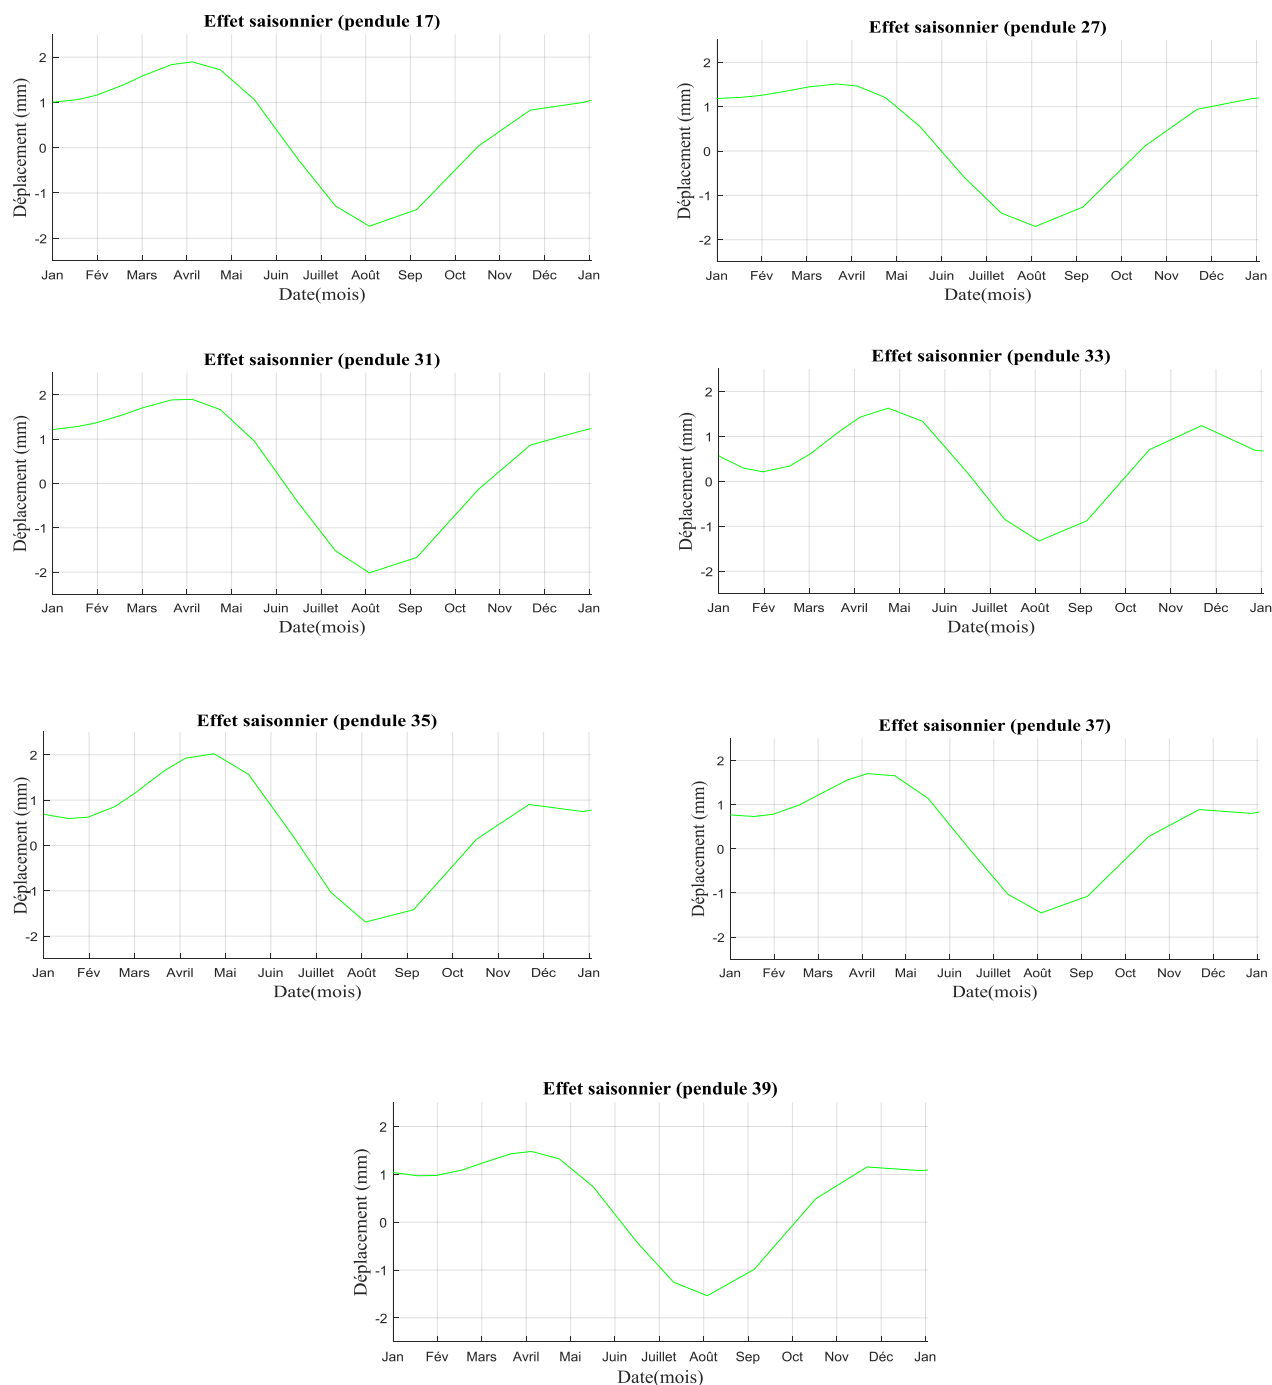 Effet saisonnier (pendule 17)
Déplacement (mm)
2
1
0
-1
-2
Jan Fév Mars Avril Mai Juin Juillet Août Sep Oct Nov Déc Jan
Date(mois)
Effet saisonnier (pendule 27)
Déplacement (mm)
2
1
0
-1
-2
Jan Fév Mars Avril Mai Juin Juillet Août Sep Oct Nov Déc Jan
Date(mois)
Effet saisonnier (pendule 31)
Déplacement (mm)
2
1
0
-1
-2
Jan Fév Mars Avril Mai Juin Juillet Août Sep Oct Nov Déc Jan
Date(mois)
Effet saisonnier (pendule 33)
Déplacement (mm)
2
1
0
-1
-2
Jan Fév Mars Avril Mai Juin Juillet Août Sep Oct Nov Déc Jan
Date(mois)
Effet saisonnier (pendule 35)
Déplacement (mm)
2
1
0
-1
-2
Jan Fév Mars Avril Mai Juin Juillet Août Sep Oct Nov Déc Jan
Date(mois)
Effet saisonnier (pendule 37)
Déplacement (mm)
2
1
0
-1
-2
Jan Fév Mars Avril Mai Juin Juillet Août Sep Oct Nov Déc Jan
Date(mois)
Effet saisonnier (pendule 39)
Déplacement (mm)
2
1
0
-1
-2
Jan Fév Mars Avril Mai Juin Juillet Août Sep Oct Nov Déc Jan
Date(mois)